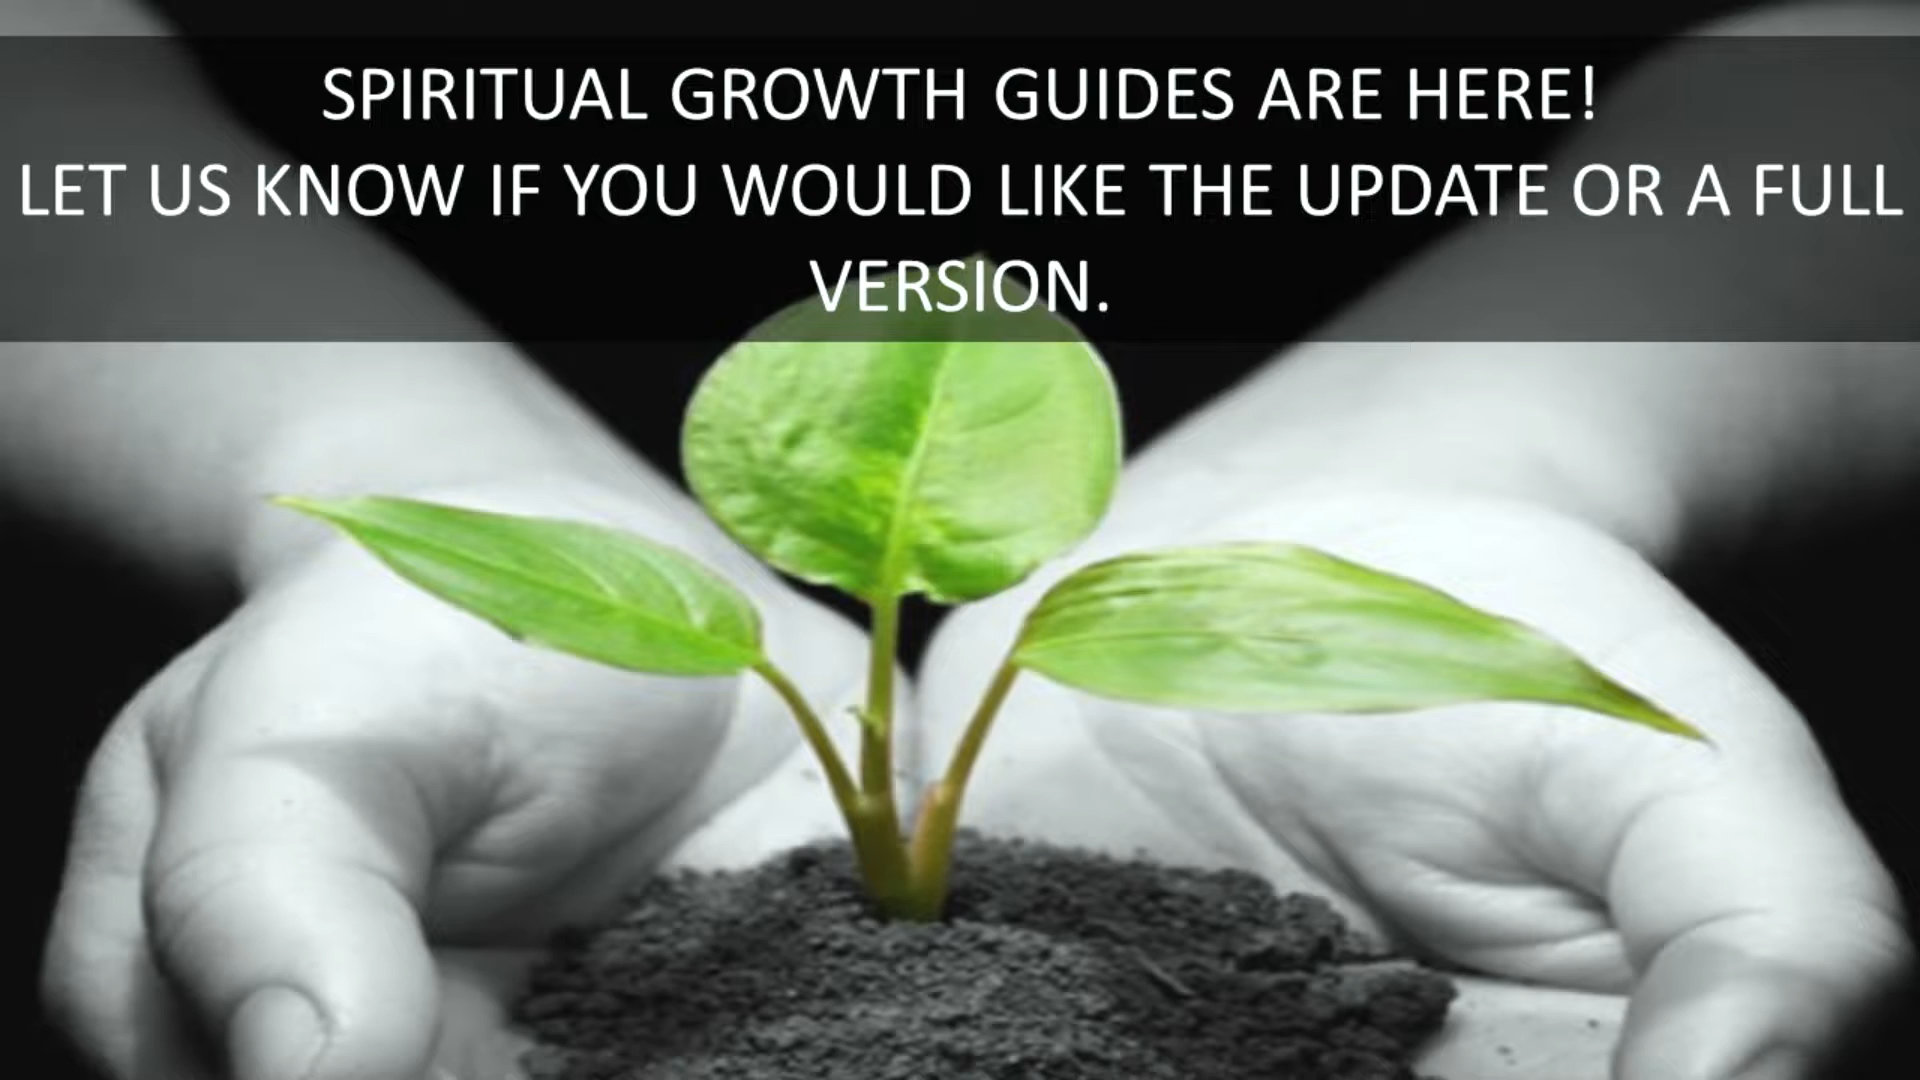 SPIRITUAL GROWTH GUIDES ARE HERE!
LET US KNOW IF YOU WOULD LIKE THE UPDATE OR A FULL
VERSION.